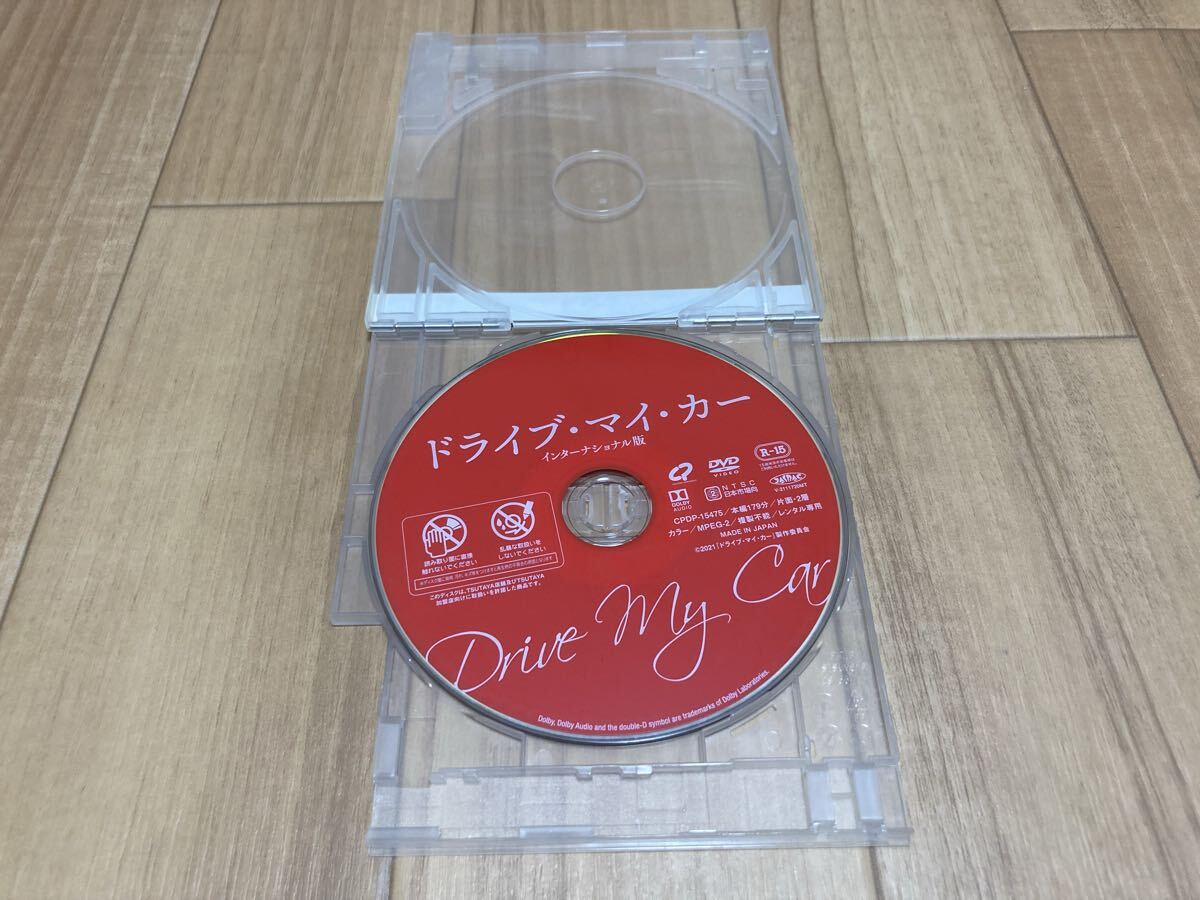 ドライブ・マイ・カー
インターナショナル版
DVD
VIDEO
R-15
DOLBY
AUDIO
2
NTSC
日本市場向
V-2111720MT
CPDP-15475/本編179分/片面・2層
カラー/MPEG-2/複製不能/レンタル専用
MADE IN JAPAN
©2021『ドライブ・マイ・カー』製作委員会
読み取り面に直接
触れないでください
乱暴な取扱いを
しないでください
このディスクは、TSUTAYA店舗及びTSUTAYA
加盟店向けに取扱いを許諾した商品です。
Drive My Car
Dolby, Dolby Audio and the double-D symbol are trademarks of Dolby Laboratories.